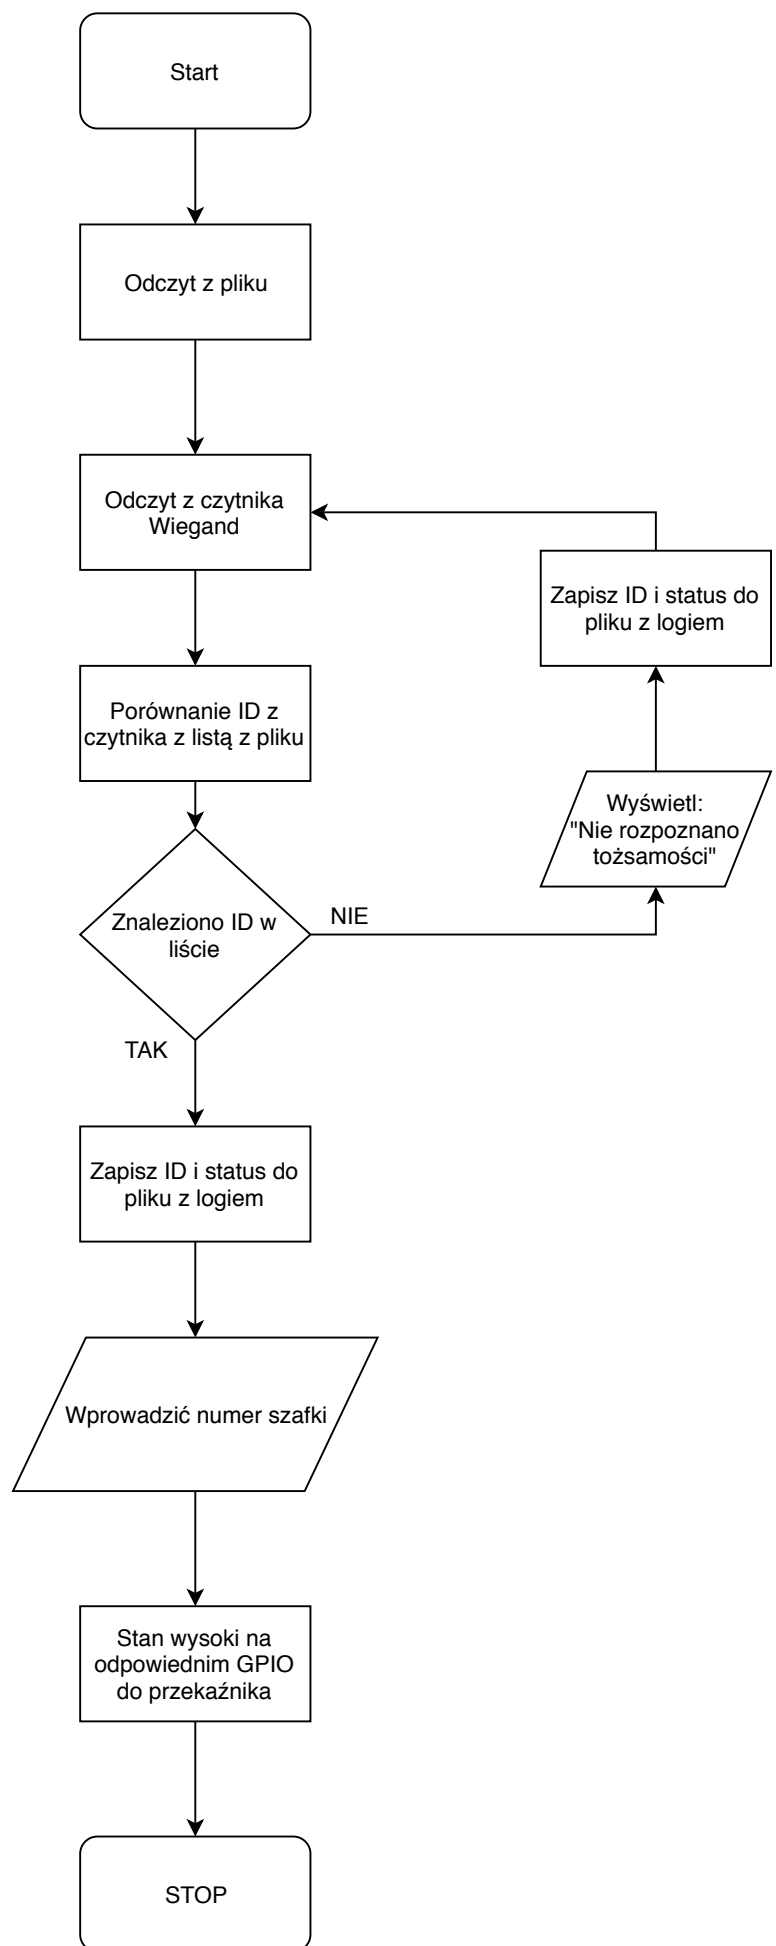 Start
Odczyt z pliku
Odczyt z czytnika
Wiegand
Zapisz ID i status do
pliku z logiem
Porównanie ID z
czytnika z listą z pliku
Wyświetl:
"Nie rozpoznano
tożsamości"
Znaleziono ID w
liście
NIE
TAK
Zapisz ID i status do
pliku z logiem
Wprowadzić numer szafki
Stan wysoki na
odpowiednim GPIO
do przekaźnika
STOP